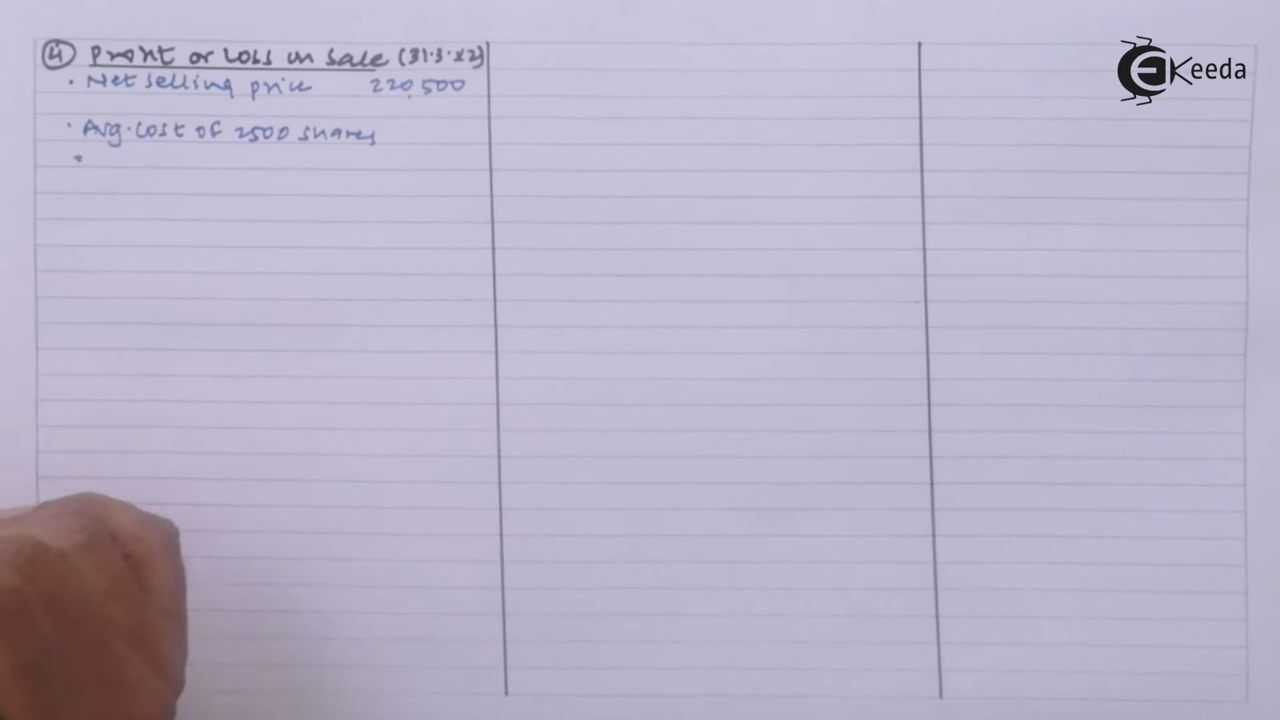 ④ Profit or Loss on Sale (31.3.X2)
• Net selling price 220,500
• Avg. cost of 2500 shares
=
EKeeda